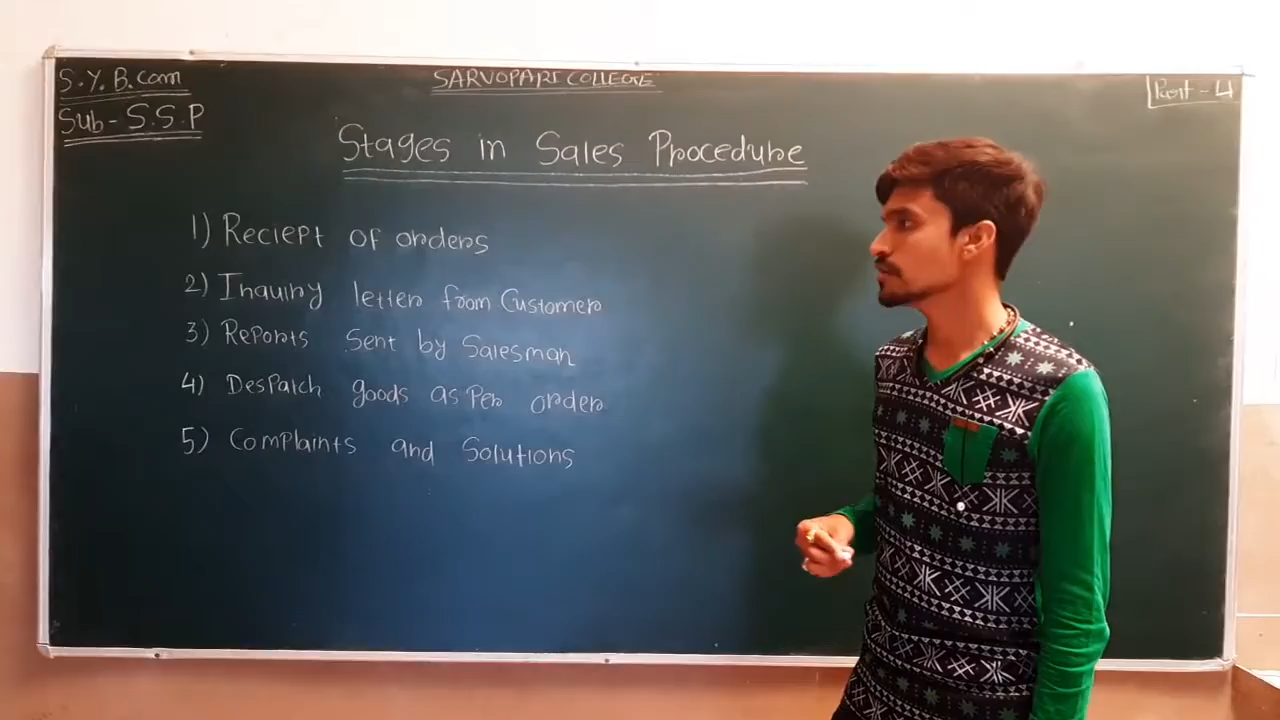 S.Y.B.com
SARVOPARI COLLEGE
Part - 4
Sub - S.S.P
Stages in Sales Procedure
1) Reciept of orders
2) Inquiry letter from Customer
3) Reports Sent by Salesman
4) Despatch goods as Per order
5) Complaints and Solutions